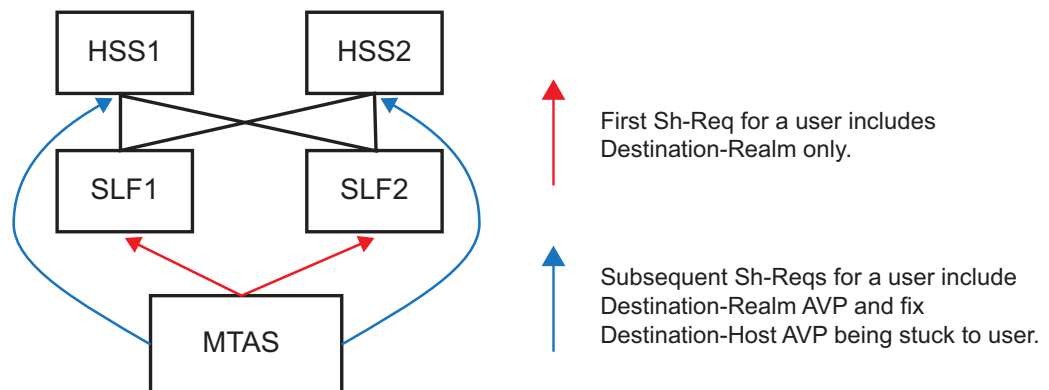 HSS1
HSS2
SLF1
SLF2
MTAS
First Sh-Req for a user includes
Destination-Realm only.
Subsequent Sh-Reqs for a user include
Destination-Realm AVP and fix
Destination-Host AVP being stuck to user.